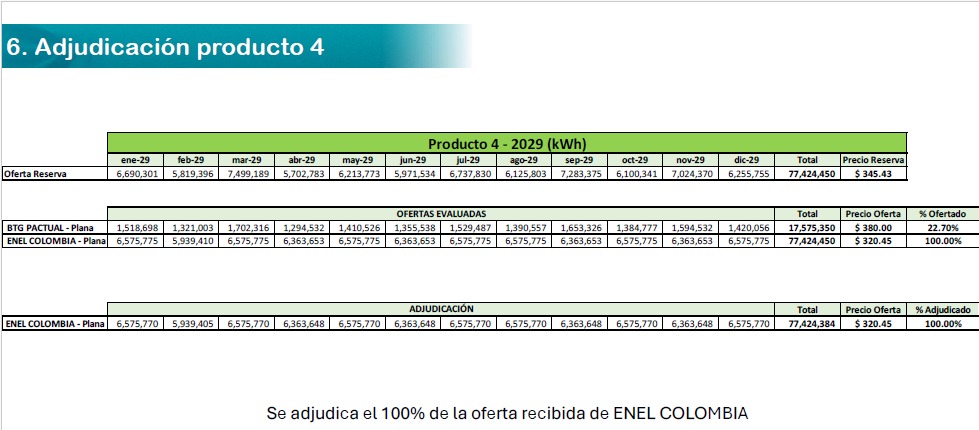 6. Adjudicación producto 4
Producto 4 - 2029 (kWh)
ene-29 feb-29 mar-29 abr-29 may-29 jun-29 jul-29 ago-29 sep-29 oct-29 nov-29 dic-29 Total Precio Reserva
Oferta Reserva 6,690,301 5,819,396 7,499,189 5,702,783 6,213,773 5,971,534 6,737,830 6,125,803 7,283,375 6,100,341 7,024,370 6,255,755 77,424,450 $ 345.43
OFERTAS EVALUADAS Total Precio Oferta % Ofertado
BTG PACTUAL - Plana 1,518,698 1,321,003 1,702,316 1,294,532 1,410,526 1,355,538 1,529,487 1,390,557 1,653,326 1,384,777 1,594,532 1,420,056 17,575,350 $ 380.00 22.70%
ENEL COLOMBIA - Plana 6,575,775 5,939,410 6,575,775 6,363,653 6,575,775 6,363,653 6,575,775 6,575,775 6,363,653 6,575,775 6,363,653 6,575,775 77,424,450 $ 320.45 100.00%
ADJUDICACIÓN Total Precio Oferta % Adjudicado
ENEL COLOMBIA - Plana 6,575,770 5,939,405 6,575,770 6,363,648 6,575,770 6,363,648 6,575,770 6,575,770 6,363,648 6,575,770 6,363,648 6,575,770 77,424,384 $ 320.45 100.00%
Se adjudica el 100% de la oferta recibida de ENEL COLOMBIA